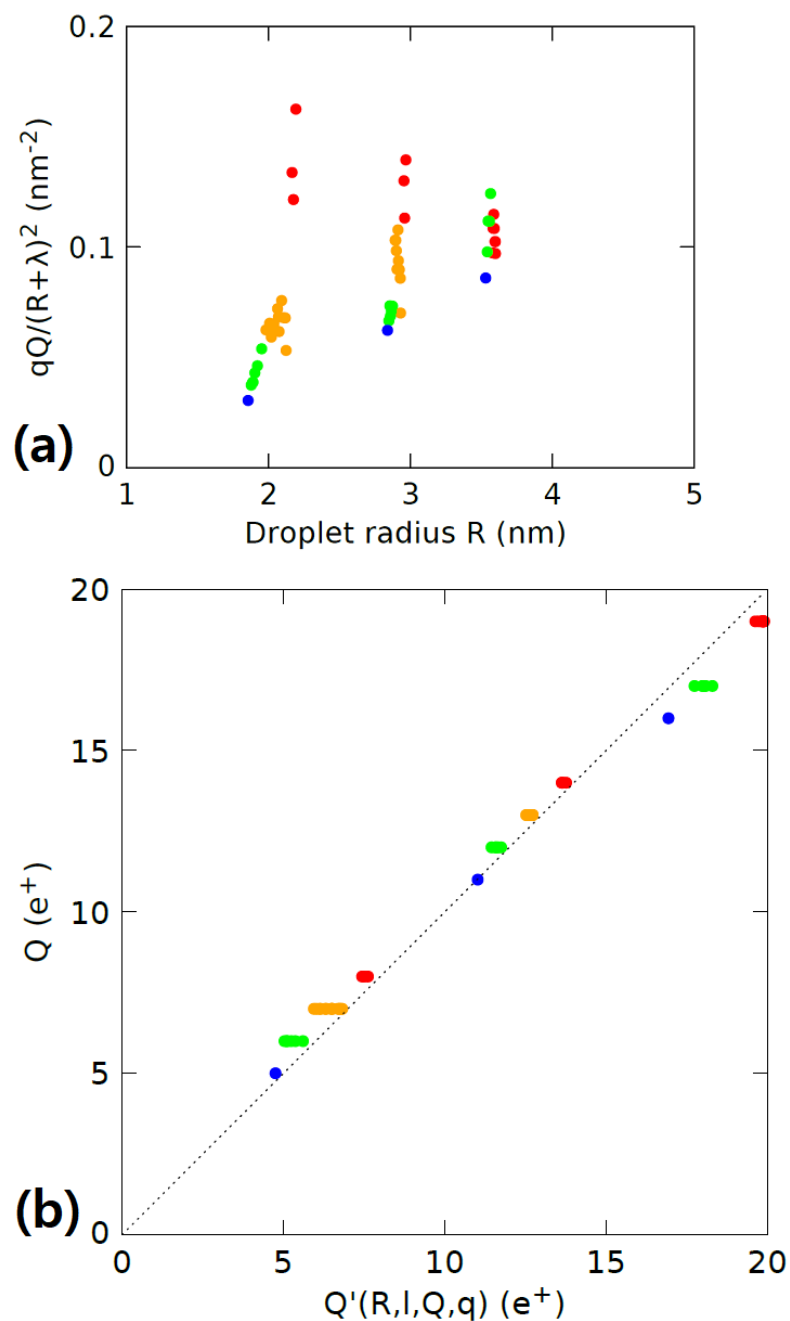 0.2
0.1
0
qQ/(R+λ)² (nm⁻²)
(a)
1 2 3 4 5
Droplet radius R (nm)
20
15
10
5
0
Q (e⁺)
(b)
0 5 10 15 20
Q'(R,l,Q,q) (e⁺)